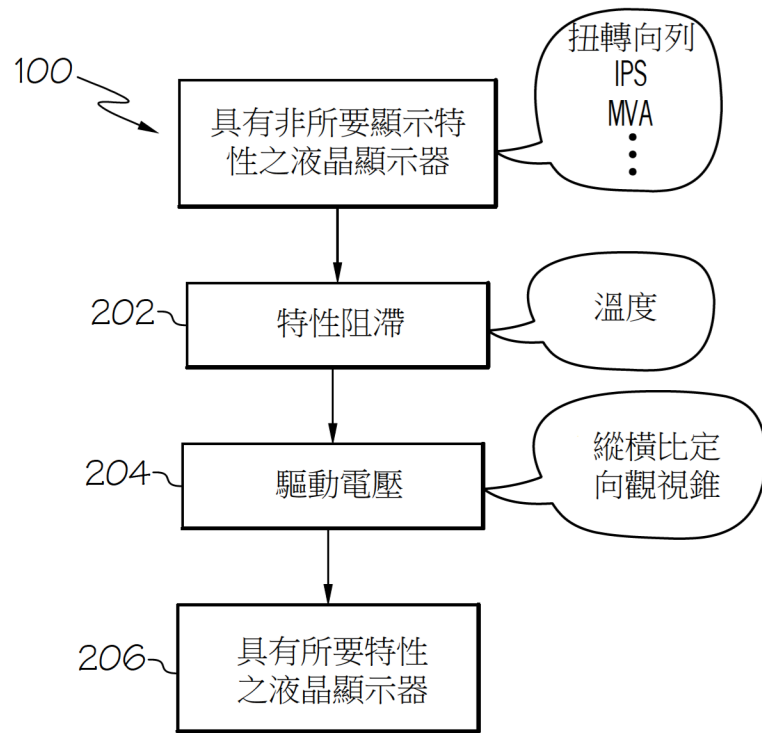 100
具有非所要顯示特
性之液晶顯示器
扭轉向列
IPS
MVA
202
特性阻滯
溫度
204
驅動電壓
縱橫比定
向觀視錐
206
具有所要特性
之液晶顯示器